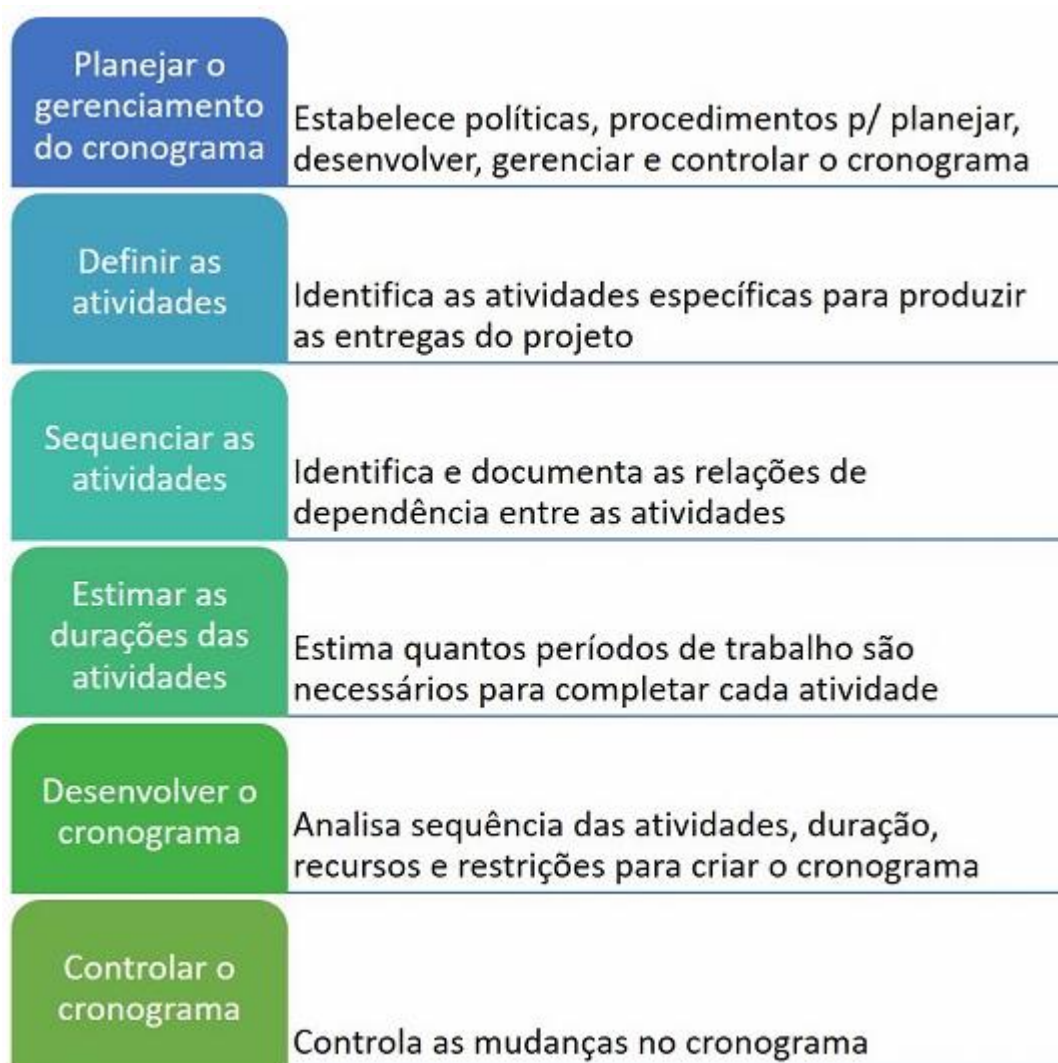 Planejar o
gerenciamento
do cronograma
Estabelece políticas, procedimentos p/ planejar,
desenvolver, gerenciar e controlar o cronograma
Definir as
atividades
Identifica as atividades específicas para produzir
as entregas do projeto
Sequenciar as
atividades
Identifica e documenta as relações de
dependência entre as atividades
Estimar as
durações das
atividades
Estima quantos períodos de trabalho são
necessários para completar cada atividade
Desenvolver o
cronograma
Analisa sequência das atividades, duração,
recursos e restrições para criar o cronograma
Controlar o
cronograma
Controla as mudanças no cronograma